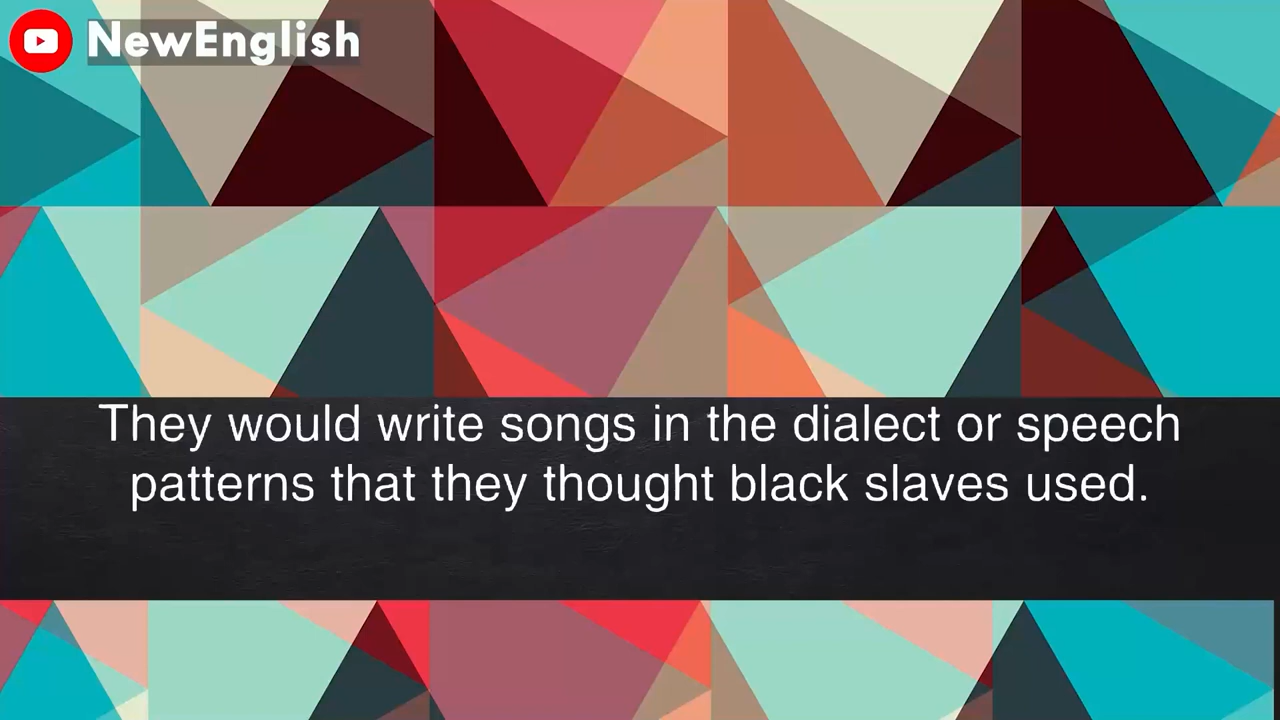 NewEnglish
They would write songs in the dialect or speech
patterns that they thought black slaves used.